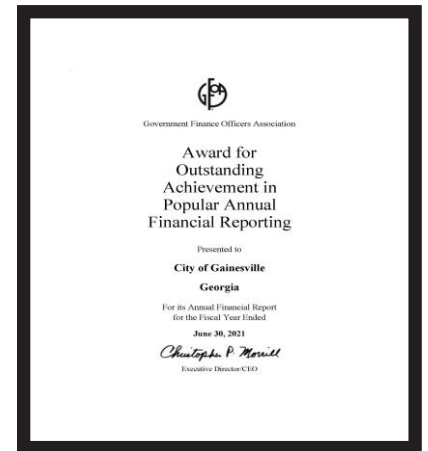 GFOA
Government Finance Officers Association
Award for
Outstanding
Achievement in
Popular Annual
Financial Reporting
Presented to
City of Gainesville
Georgia
For its Annual Financial Report
for the Fiscal Year Ended
June 30, 2021
Christopher P. Morrill
Executive Director/CEO